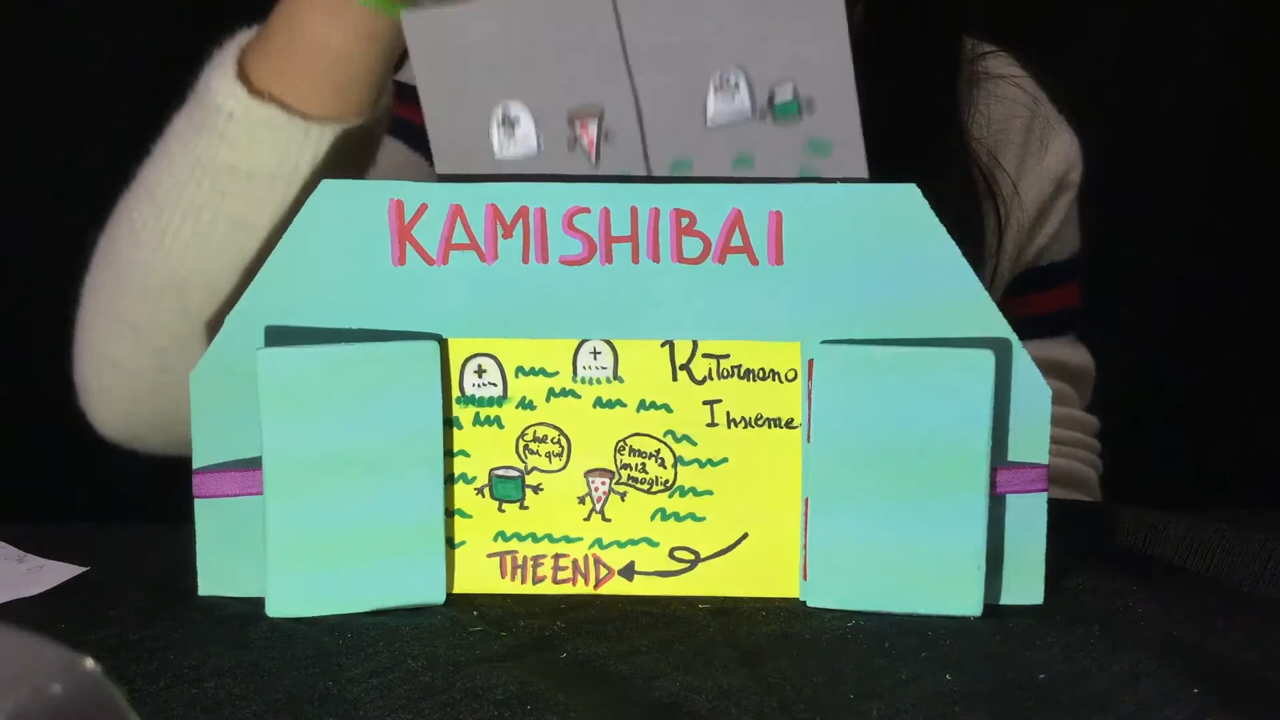 KAMISHIBAI
RiTornano
Insieme
che ci
fai qui?
è morta
mia
moglie
THE END